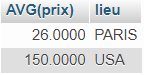 AVG(prix) lieu
26.0000 PARIS
150.0000 USA